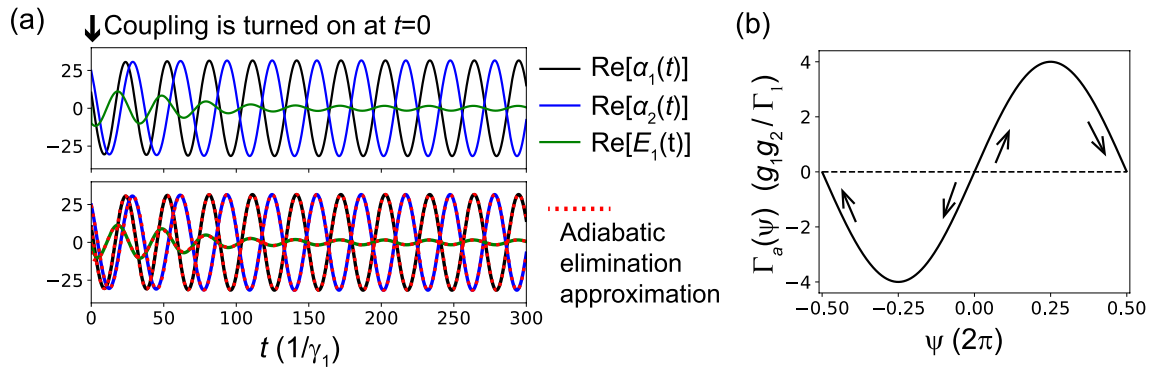 (a)
Coupling is turned on at t=0
25
0
−25
25
0
−25
0
50
100
150
200
250
300
t (1/γ₁)
Re[α₁(t)]
Re[α₂(t)]
Re[E₁(t)]
Adiabatic
elimination
approximation
(b)
Γₐ(ψ) (g₁g₂ / Γ₁)
4
2
0
−2
−4
−0.50
−0.25
0.00
0.25
0.50
ψ (2π)